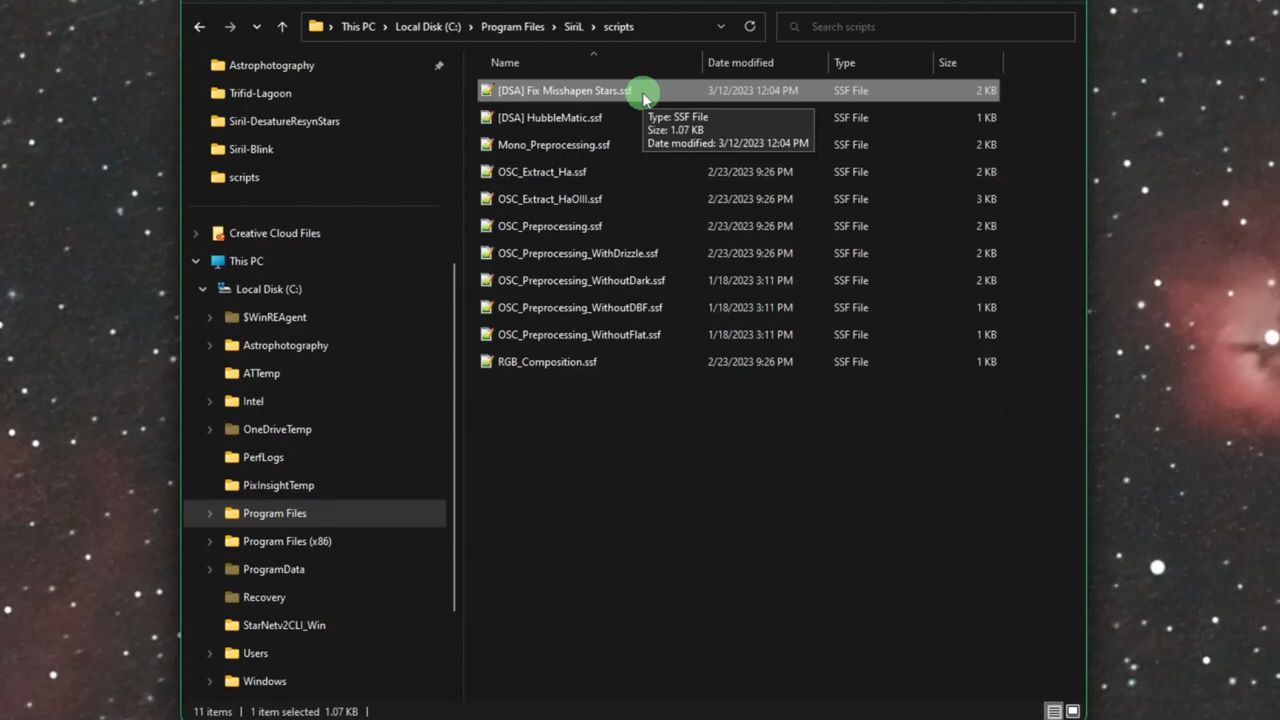 This PC > Local Disk (C:) > Program Files > SiriL > scripts
Search scripts
Astrophotography
Trifid-Lagoon
Siril-DesatureResynStars
Siril-Blink
scripts
Creative Cloud Files
This PC
Local Disk (C:)
$WinREAgent
Astrophotography
ATTemp
Intel
OneDriveTemp
PerfLogs
PixInsightTemp
Program Files
Program Files (x86)
ProgramData
Recovery
StarNetv2CLI_Win
Users
Windows
Name Date modified Type Size
[DSA] Fix Misshapen Stars.ssf 3/12/2023 12:04 PM SSF File 2 KB
[DSA] HubbleMatic.ssf SSF File 1 KB
Mono_Preprocessing.ssf SSF File 2 KB
OSC_Extract_Ha.ssf 2/23/2023 9:26 PM SSF File 2 KB
OSC_Extract_HaOIII.ssf 2/23/2023 9:26 PM SSF File 3 KB
OSC_Preprocessing.ssf 2/23/2023 9:26 PM SSF File 2 KB
OSC_Preprocessing_WithDrizzle.ssf 2/23/2023 9:26 PM SSF File 2 KB
OSC_Preprocessing_WithoutDark.ssf 1/18/2023 3:11 PM SSF File 2 KB
OSC_Preprocessing_WithoutDBF.ssf 1/18/2023 3:11 PM SSF File 1 KB
OSC_Preprocessing_WithoutFlat.ssf 1/18/2023 3:11 PM SSF File 1 KB
RGB_Composition.ssf 2/23/2023 9:26 PM SSF File 1 KB
Type: SSF File
Size: 1.07 KB
Date modified: 3/12/2023 12:04 PM
11 items 1 item selected 1.07 KB